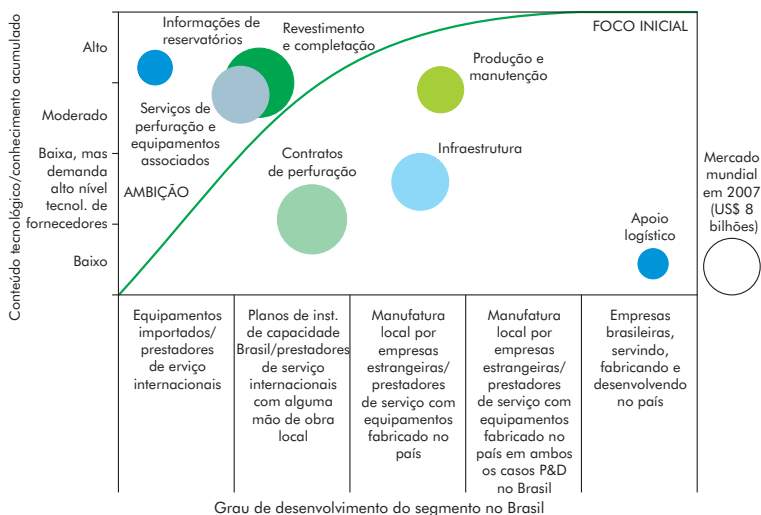 Conteúdo tecnológico/conhecimento acumulado
Alto
Moderado
Baixa, mas
demanda
alto nível
tecnol. de
fornecedores
Baixo
Informações de
reservatórios
Revestimento
e completação
FOCO INICIAL
Produção e
manutenção
Serviços de
perfuração e
equipamentos
associados
Contratos
de perfuração
Infraestrutura
AMBIÇÃO
Apoio
logístico
Mercado
mundial
em 2007
(US$ 8
bilhões)
Equipamentos
importados/
prestadores
de erviço
internacionais
Planos de inst.
de capacidade
Brasil/prestadores
de serviço
internacionais
com alguma
mão de obra
local
Manufatura
local por
empresas
estrangeiras/
prestadores
de serviço com
equipamentos
fabricado no
país
Manufatura
local por
empresas
estrangeiras/
prestadores
de serviço com
equipamentos
fabricado no
país em ambos
os casos P&D
no Brasil
Empresas
brasileiras,
servindo,
fabricando e
desenvolvendo
no país
Grau de desenvolvimento do segmento no Brasil